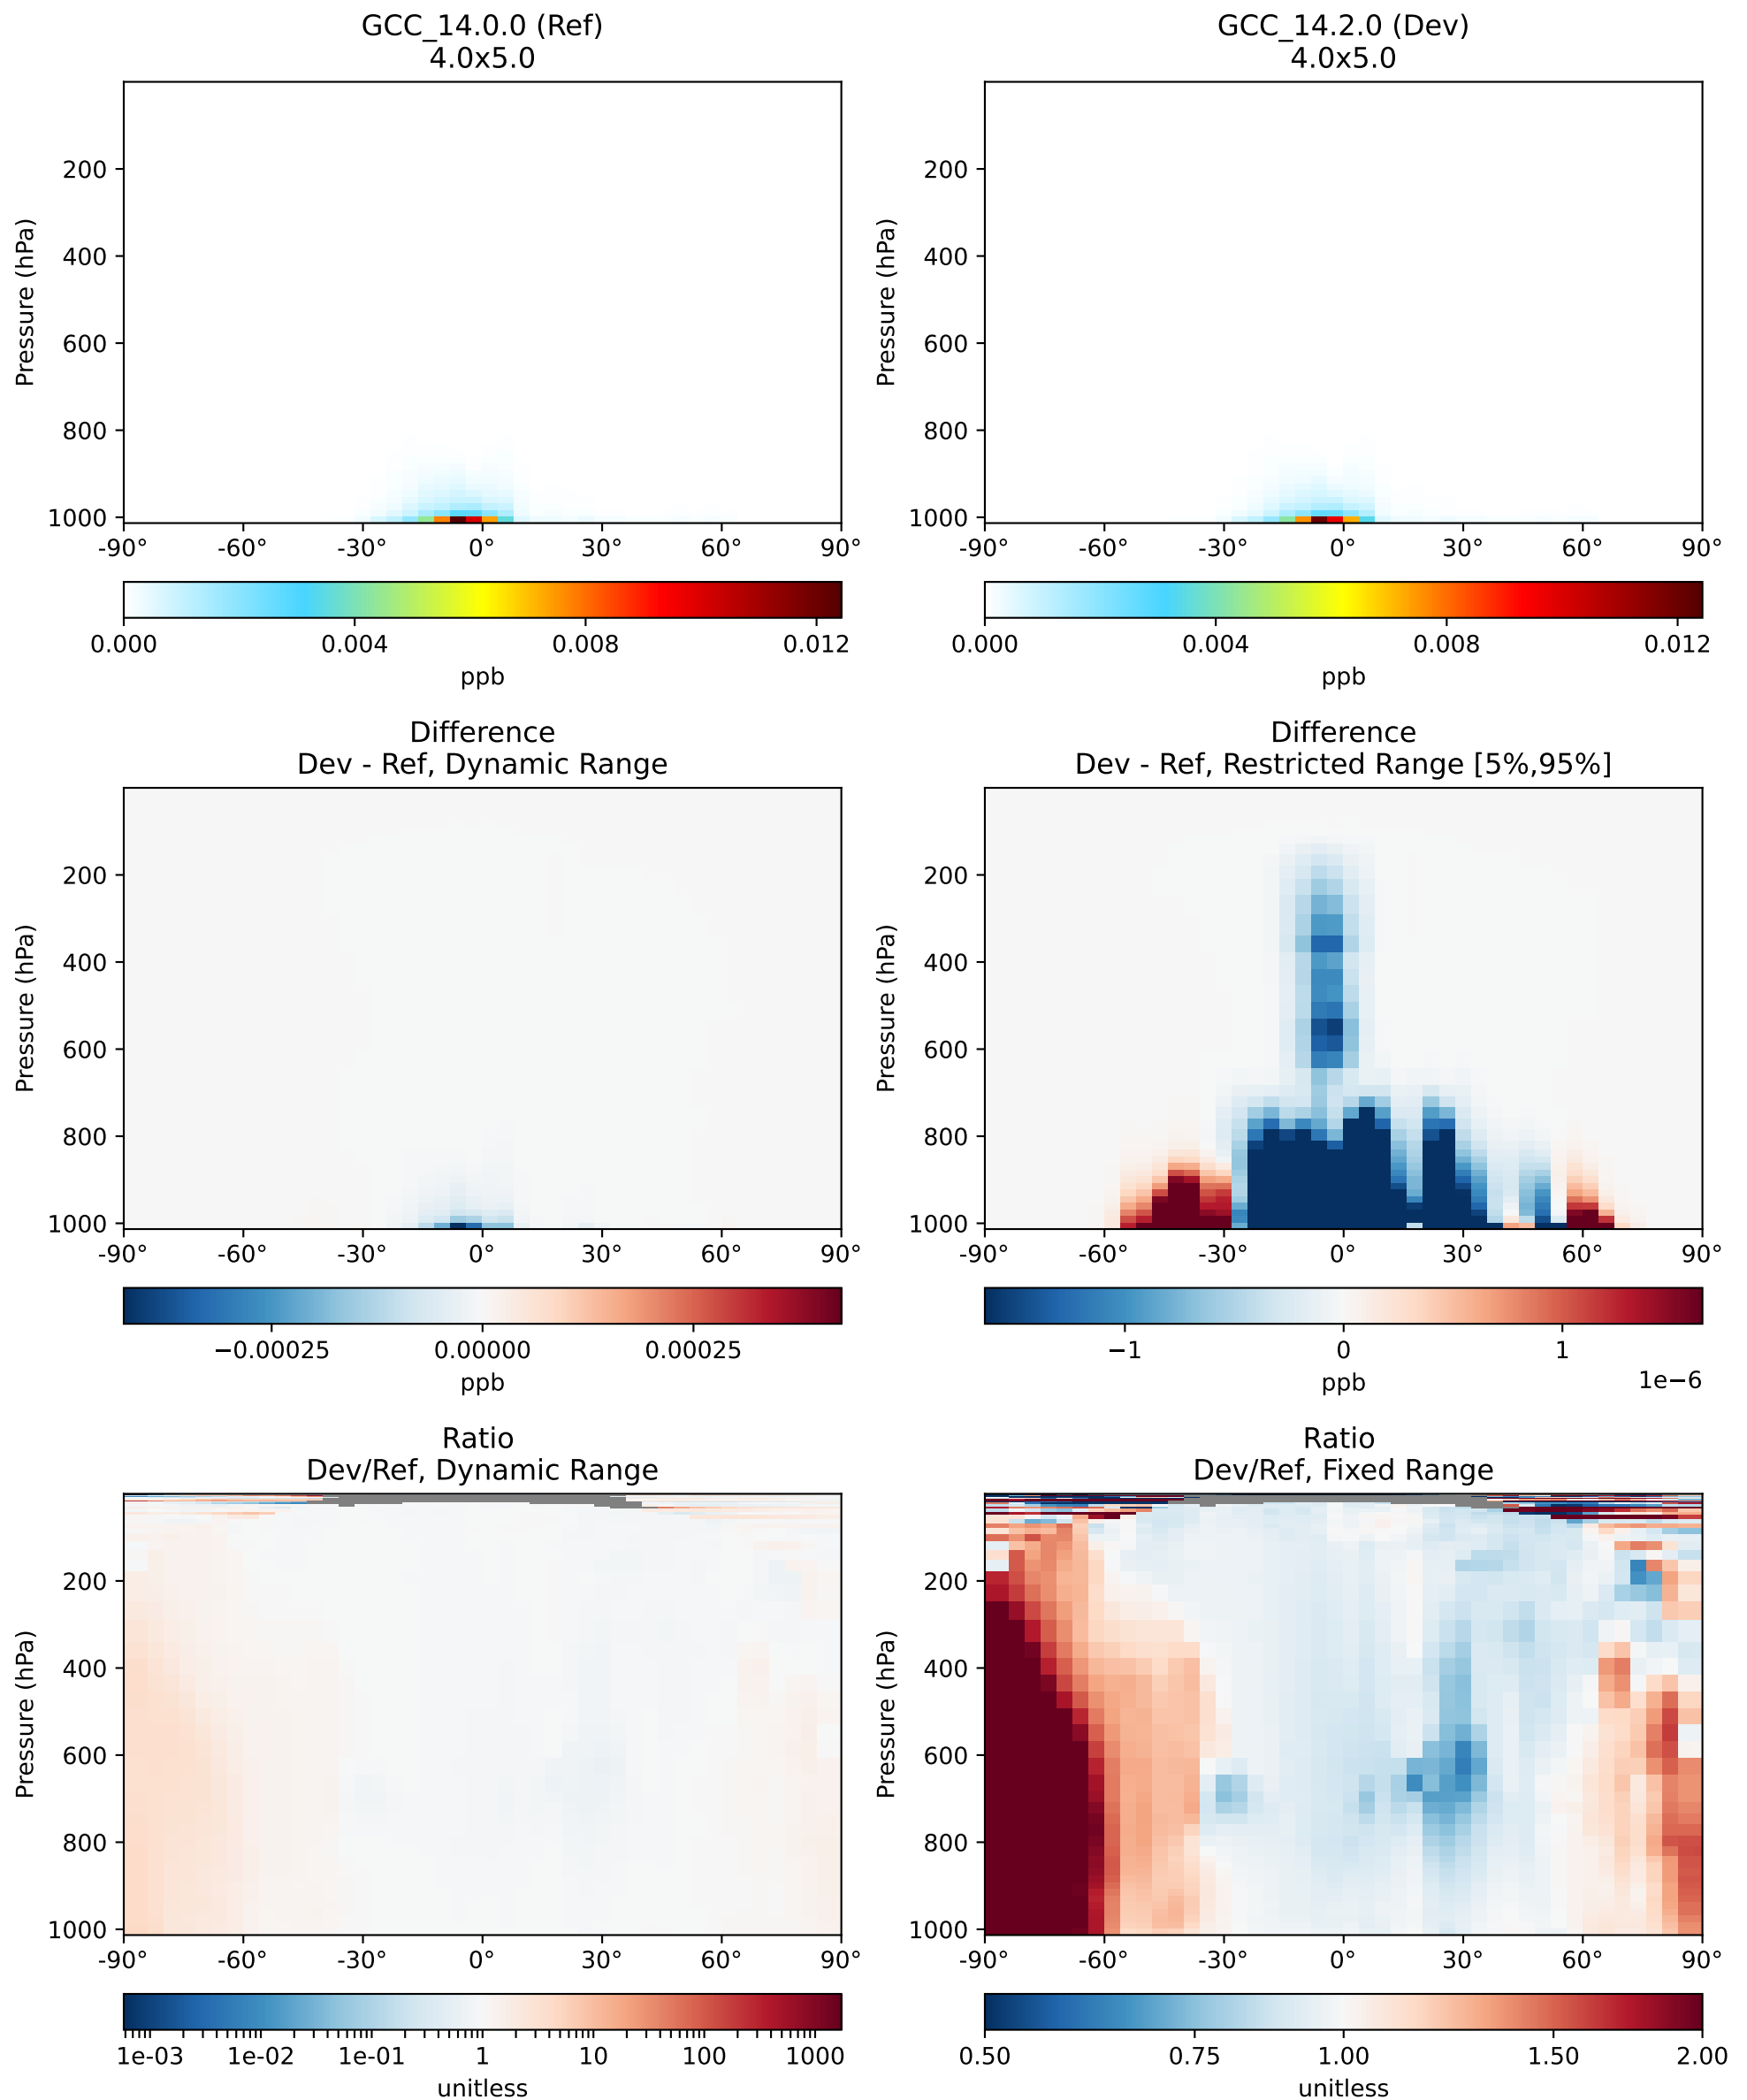 GCC_14.0.0 (Ref)
4.0x5.0
Pressure (hPa)
200
400
600
800
1000
-90° -60° -30° 0° 30° 60° 90°
0.000 0.004 0.008 0.012
ppb
GCC_14.2.0 (Dev)
4.0x5.0
Pressure (hPa)
200
400
600
800
1000
-90° -60° -30° 0° 30° 60° 90°
0.000 0.004 0.008 0.012
ppb
Difference
Dev - Ref, Dynamic Range
Pressure (hPa)
200
400
600
800
1000
-90° -60° -30° 0° 30° 60° 90°
−0.00025 0.00000 0.00025
ppb
Difference
Dev - Ref, Restricted Range [5%,95%]
Pressure (hPa)
200
400
600
800
1000
-90° -60° -30° 0° 30° 60° 90°
−1 0 1
ppb
1e−6
Ratio
Dev/Ref, Dynamic Range
Pressure (hPa)
200
400
600
800
1000
-90° -60° -30° 0° 30° 60° 90°
1e-03 1e-02 1e-01 1 10 100 1000
unitless
Ratio
Dev/Ref, Fixed Range
Pressure (hPa)
200
400
600
800
1000
-90° -60° -30° 0° 30° 60° 90°
0.50 0.75 1.00 1.50 2.00
unitless